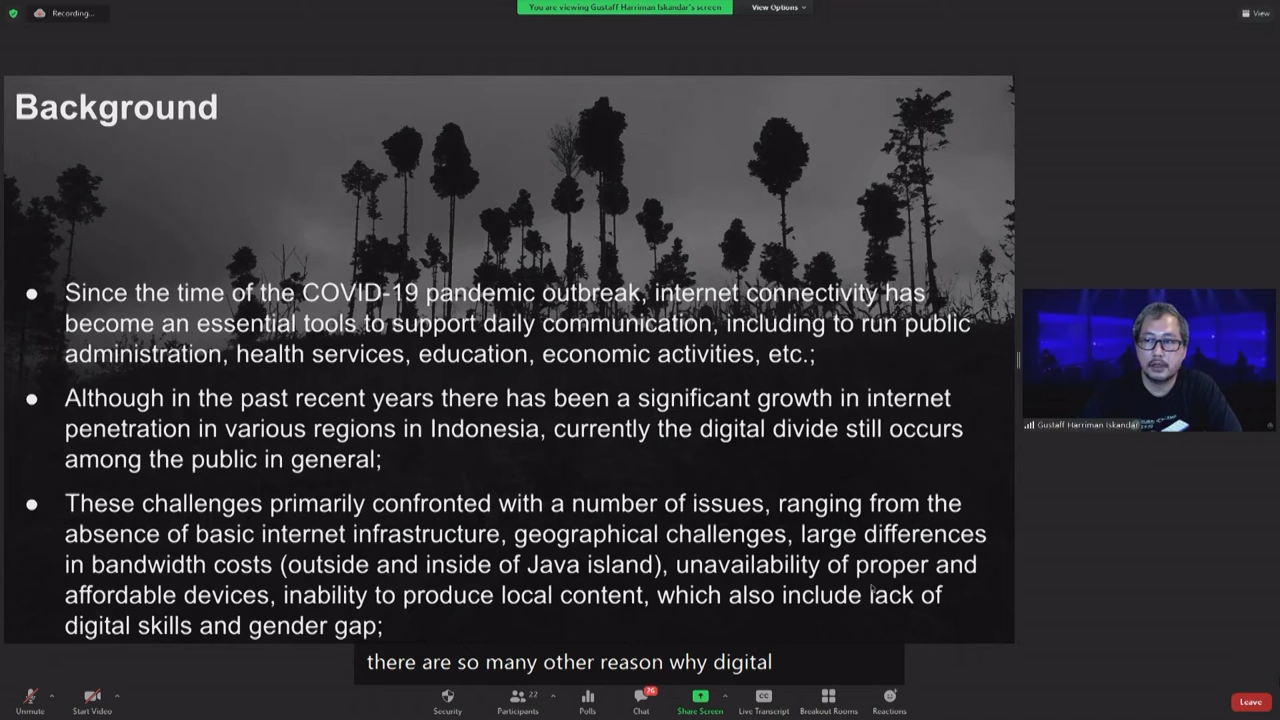 Recording...
You are viewing Gustaff Harriman Iskandar's screen
View Options
View
Background
Since the time of the COVID-19 pandemic outbreak, internet connectivity has
become an essential tools to support daily communication, including to run public
administration, health services, education, economic activities, etc.;
Although in the past recent years there has been a significant growth in internet
penetration in various regions in Indonesia, currently the digital divide still occurs
among the public in general;
These challenges primarily confronted with a number of issues, ranging from the
absence of basic internet infrastructure, geographical challenges, large differences
in bandwidth costs (outside and inside of Java island), unavailability of proper and
affordable devices, inability to produce local content, which also include lack of
digital skills and gender gap;
Gustaff Harriman Iskandar
there are so many other reason why digital
Unmute
Start Video
Security
Participants
22
Polls
Chat
26
Share Screen
Live Transcript
Breakout Rooms
Reactions
Leave